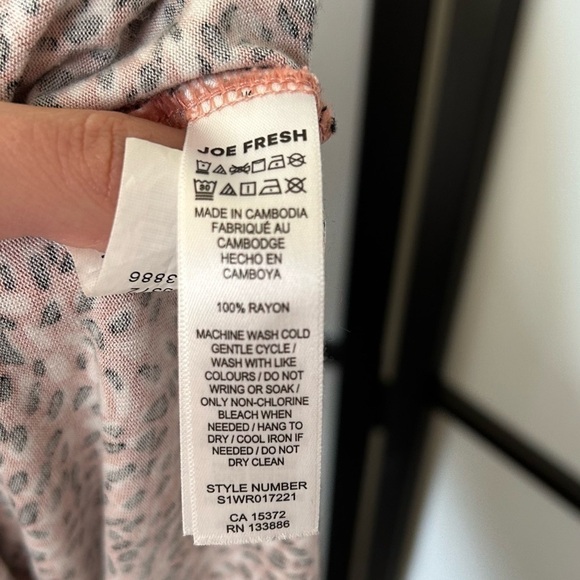 JOE FRESH
30
MADE IN CAMBODIA
FABRIQUÉ AU
CAMBODGE
HECHO EN
CAMBOYA
100% RAYON
MACHINE WASH COLD
GENTLE CYCLE /
WASH WITH LIKE
COLOURS / DO NOT
WRING OR SOAK /
ONLY NON-CHLORINE
BLEACH WHEN
NEEDED / HANG TO
DRY / COOL IRON IF
NEEDED / DO NOT
DRY CLEAN
STYLE NUMBER
S1WR017221
CA 15372
RN 133886
3886